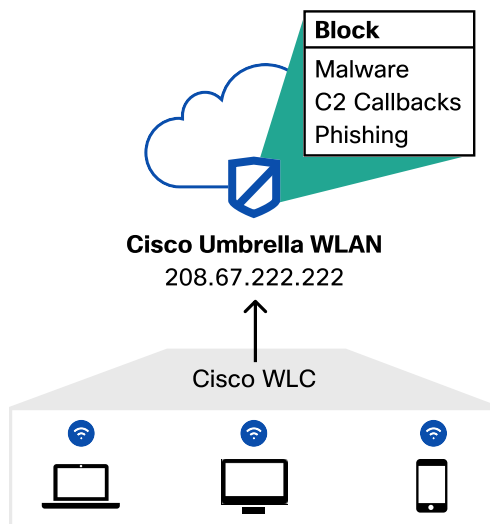 Block
Malware
C2 Callbacks
Phishing
Cisco Umbrella WLAN
208.67.222.222
Cisco WLC